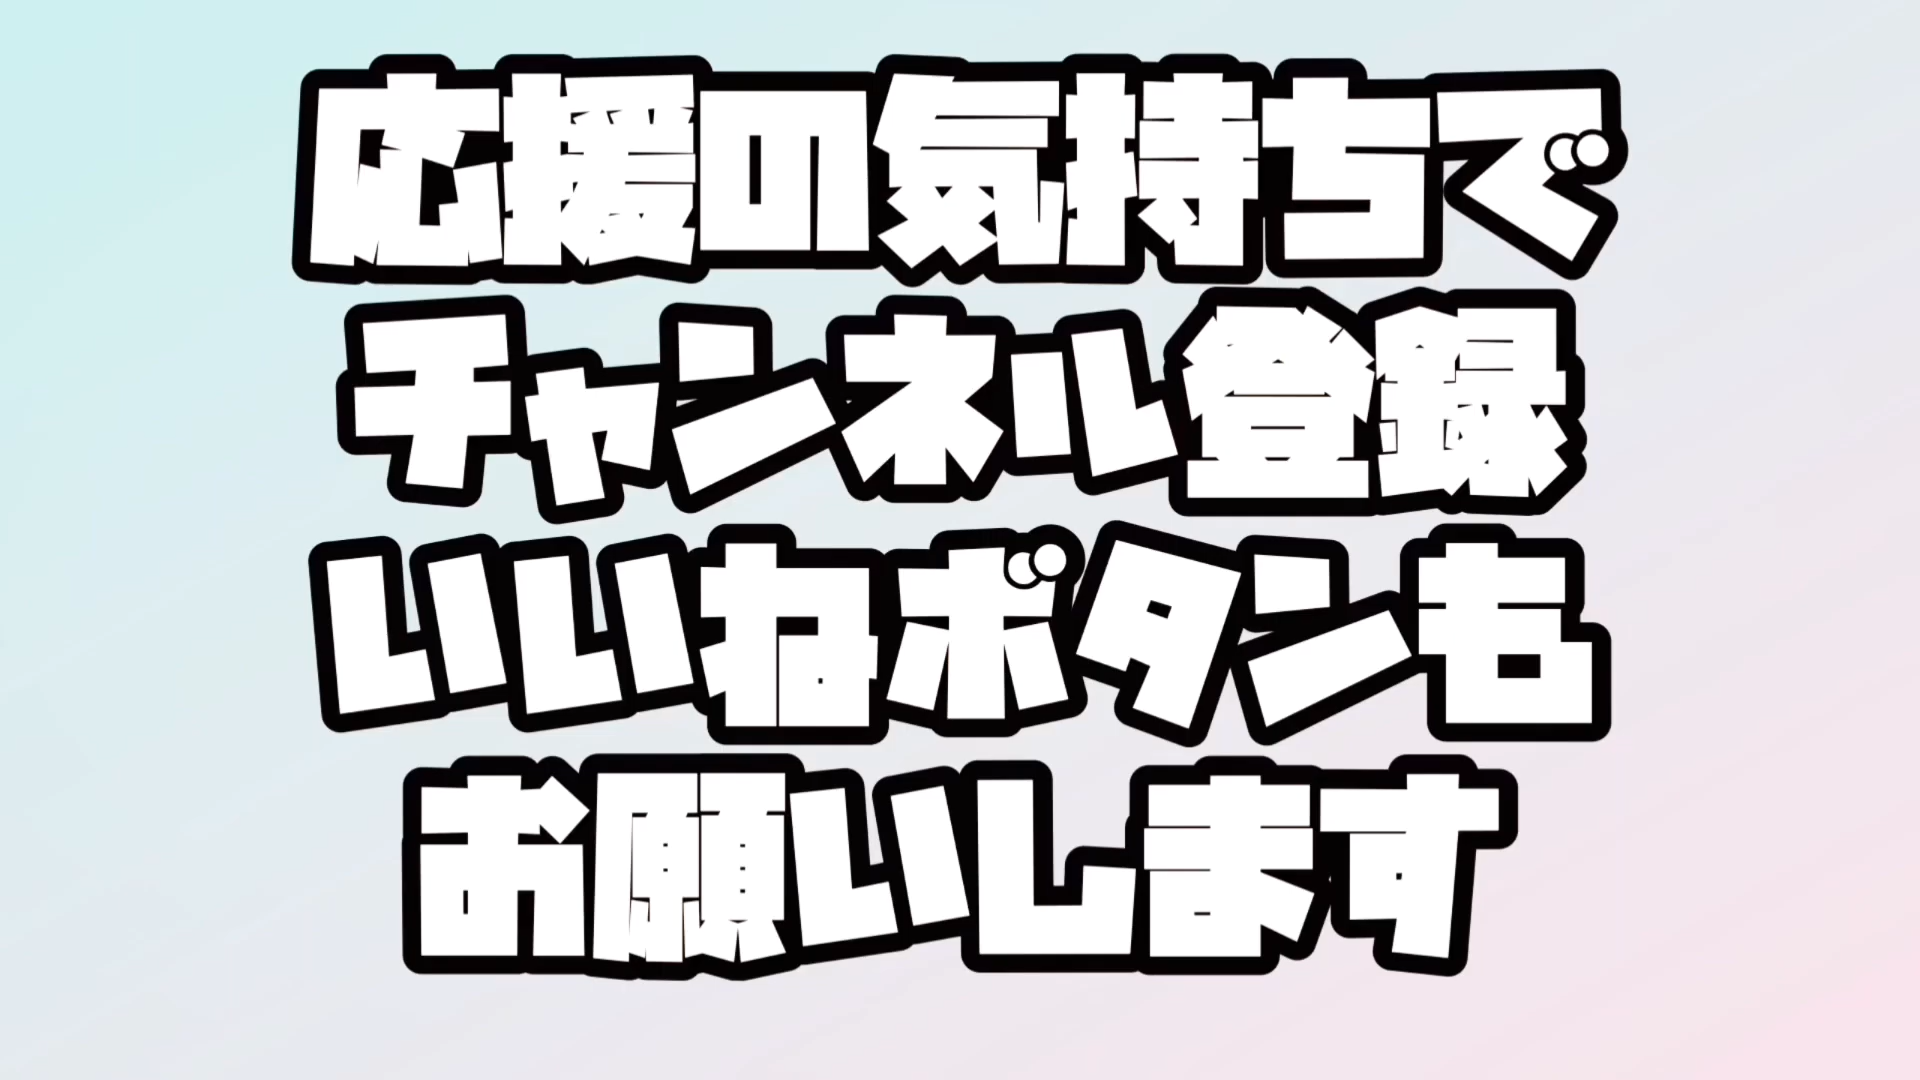 応援の気持ちで
チャンネル登録
いいねボタンも
お願いします